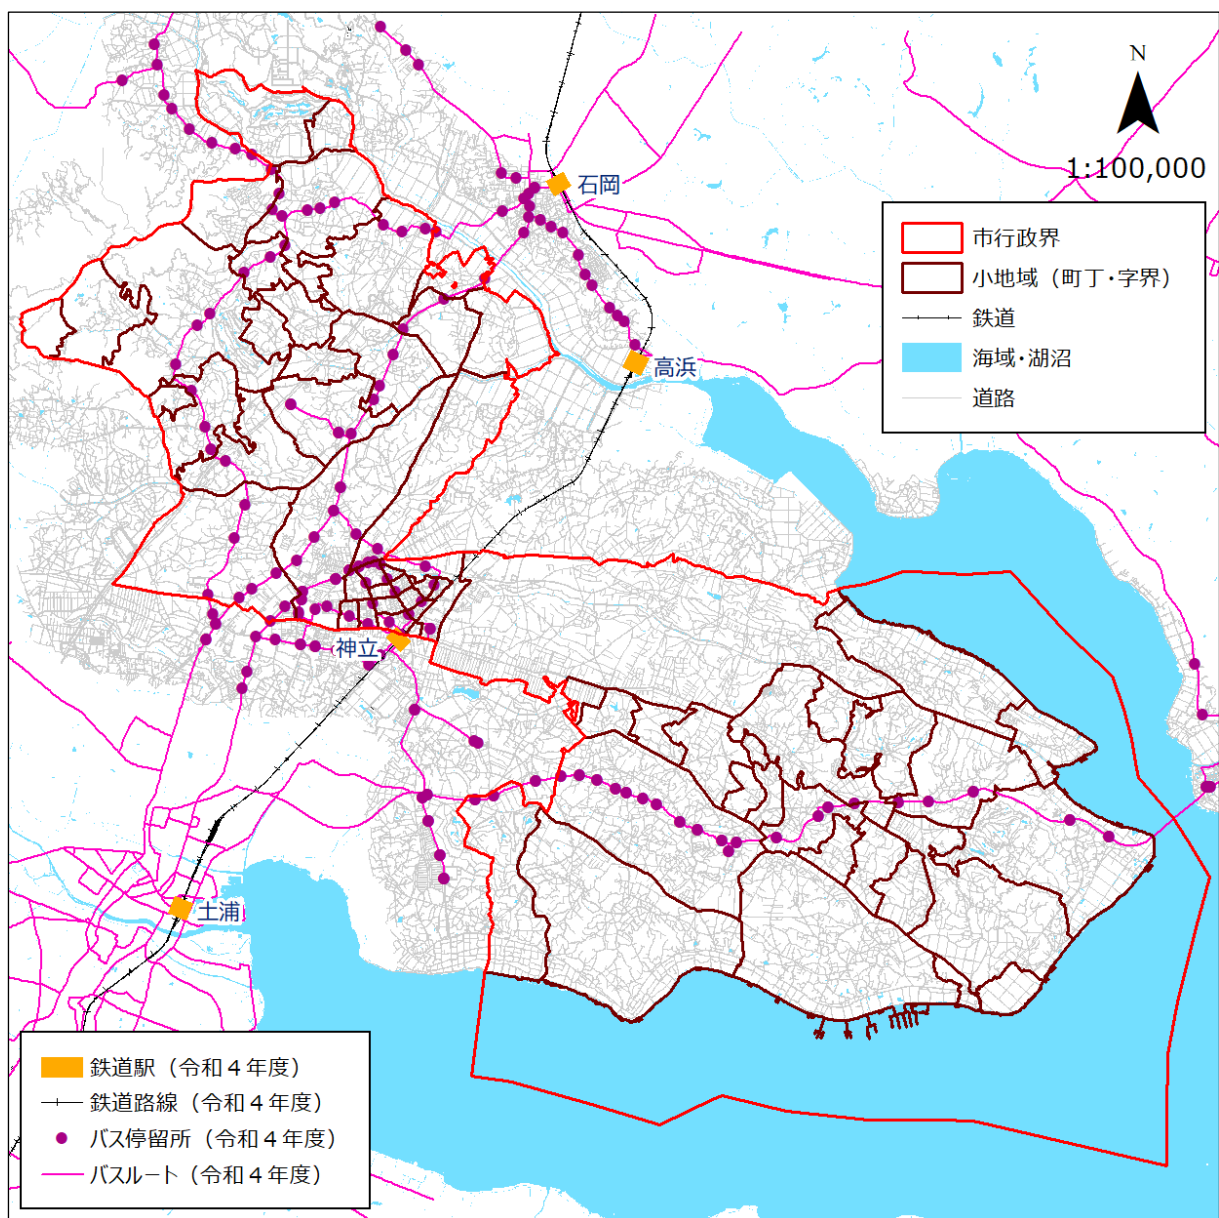 N
1:100,000
石岡
高浜
神立
土浦
市行政界
小地域（町丁・字界）
鉄道
海域・湖沼
道路
鉄道駅（令和４年度）
鉄道路線（令和４年度）
バス停留所（令和４年度）
バスルート（令和４年度）